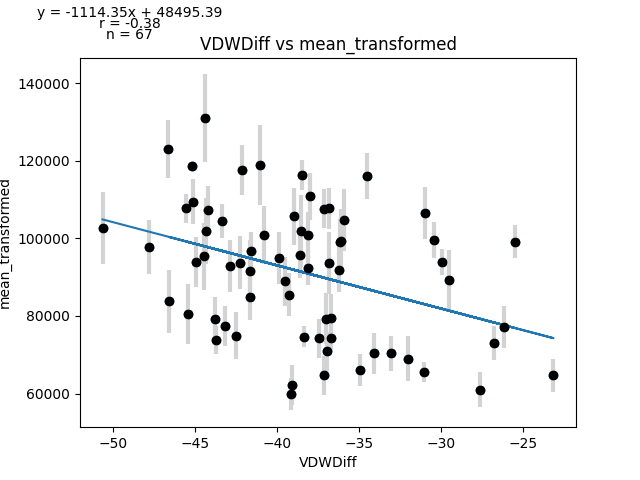 y = -1114.35x + 48495.39
r = -0.38
n = 67
VDWDiff vs mean_transformed
140000
120000
100000
80000
60000
mean_transformed
−50
−45
−40
−35
−30
−25
VDWDiff